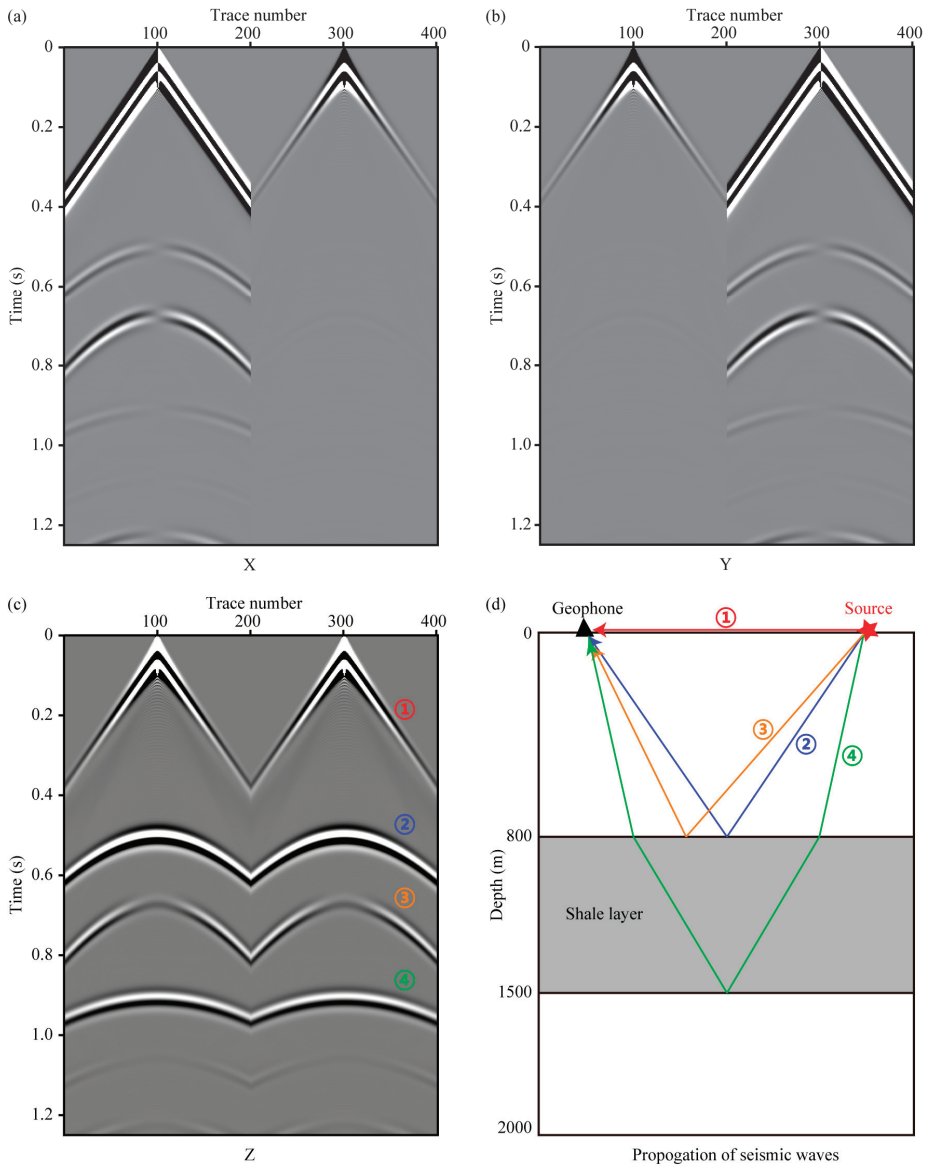 (a)
Trace number
100 200 300 400
0
0.2
0.4
0.6
0.8
1.0
1.2
Time (s)
X
(b)
Trace number
100 200 300 400
0
0.2
0.4
0.6
0.8
1.0
1.2
Time (s)
Y
(c)
Trace number
100 200 300 400
0
0.2
0.4
0.6
0.8
1.0
1.2
Time (s)
①
②
③
④
Z
(d)
Geophone
Source
①
0
③
②
④
800
Depth (m)
Shale layer
1500
2000
Propogation of seismic waves